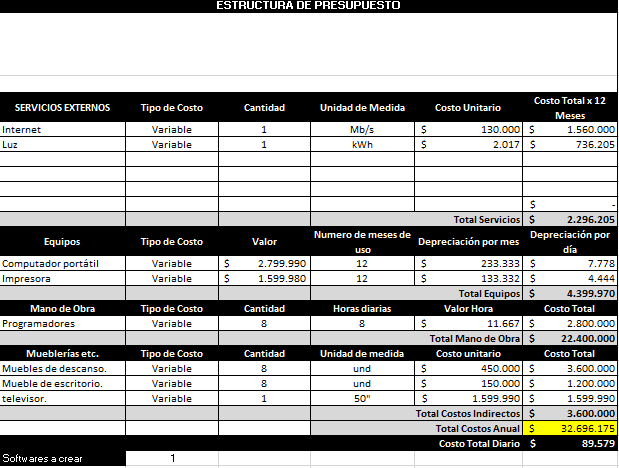 ESTRUCTURA DE PRESUPUESTO
SERVICIOS EXTERNOS Tipo de Costo Cantidad Unidad de Medida Costo Unitario Costo Total x 12 Meses
Internet Variable 1 Mb/s $ 130.000 $ 1.560.000
Luz Variable 1 kWh $ 2.017 $ 736.205
$ -
Total Servicios $ 2.296.205
Equipos Tipo de Costo Valor Numero de meses de uso Depreciación por mes Depreciación por día
Computador portátil Variable $ 2.799.990 12 $ 233.333 $ 7.778
Impresora Variable $ 1.599.980 12 $ 133.332 $ 4.444
Total Equipos $ 4.399.970
Mano de Obra Tipo de Costo Cantidad Horas diarias Valor Hora Costo Total
Programadores Variable 8 8 $ 11.667 $ 2.800.000
Total Mano de Obra $ 22.400.000
Mueblerías etc. Tipo de Costo Cantidad Unidad de medida Costo unitario Costo Total
Muebles de descanso. Variable 8 und $ 450.000 $ 3.600.000
Mueble de escritorio. Variable 8 und $ 150.000 $ 1.200.000
televisor. Variable 1 50" $ 1.599.990 $ 1.599.990
Total Costos Indirectos $ 3.600.000
Total Costos Anual $ 32.696.175
Costo Total Diario $ 89.579
Softwares a crear 1